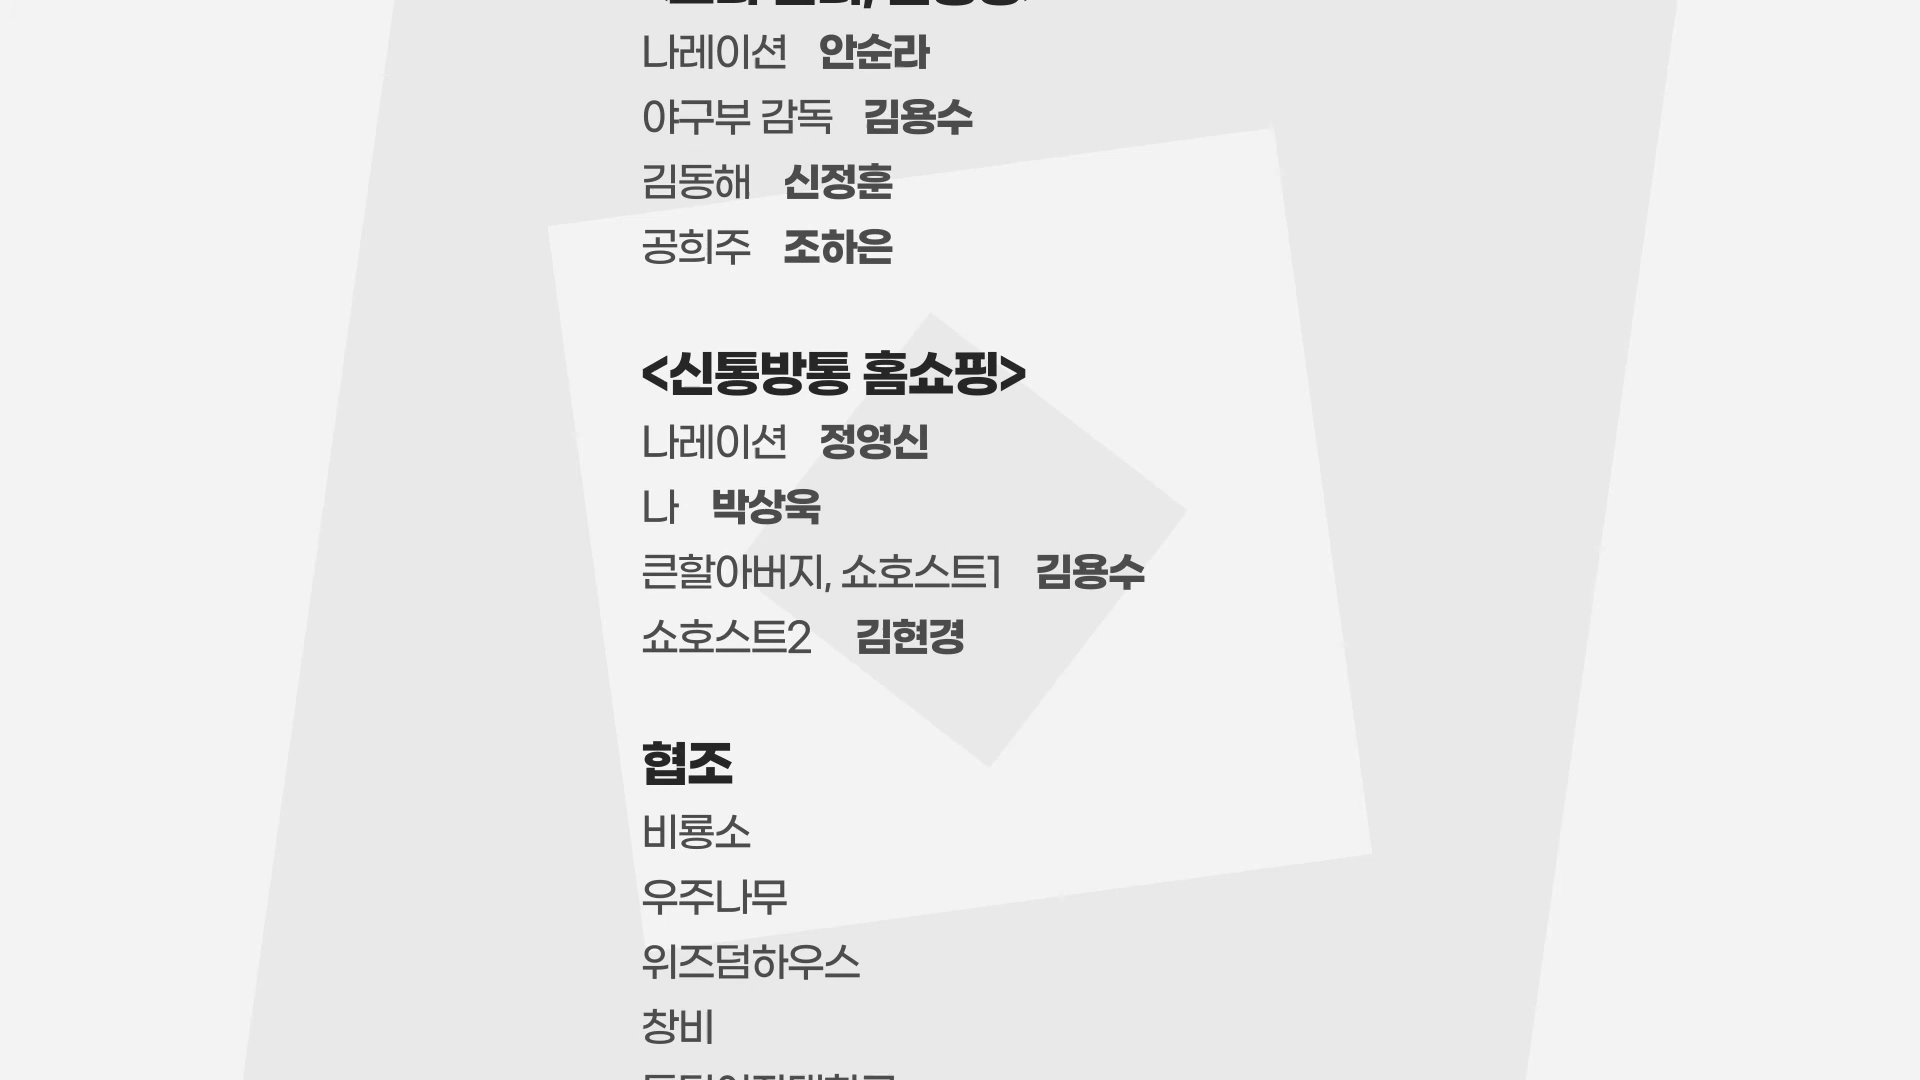 나레이션 안순라
야구부 감독 김용수
김동해 신정훈
공희주 조하은
<신통방통 홈쇼핑>
나레이션 정영신
나 박상욱
큰할아버지, 쇼호스트1 김용수
쇼호스트2 김현경
협조
비룡소
우주나무
위즈덤하우스
창비